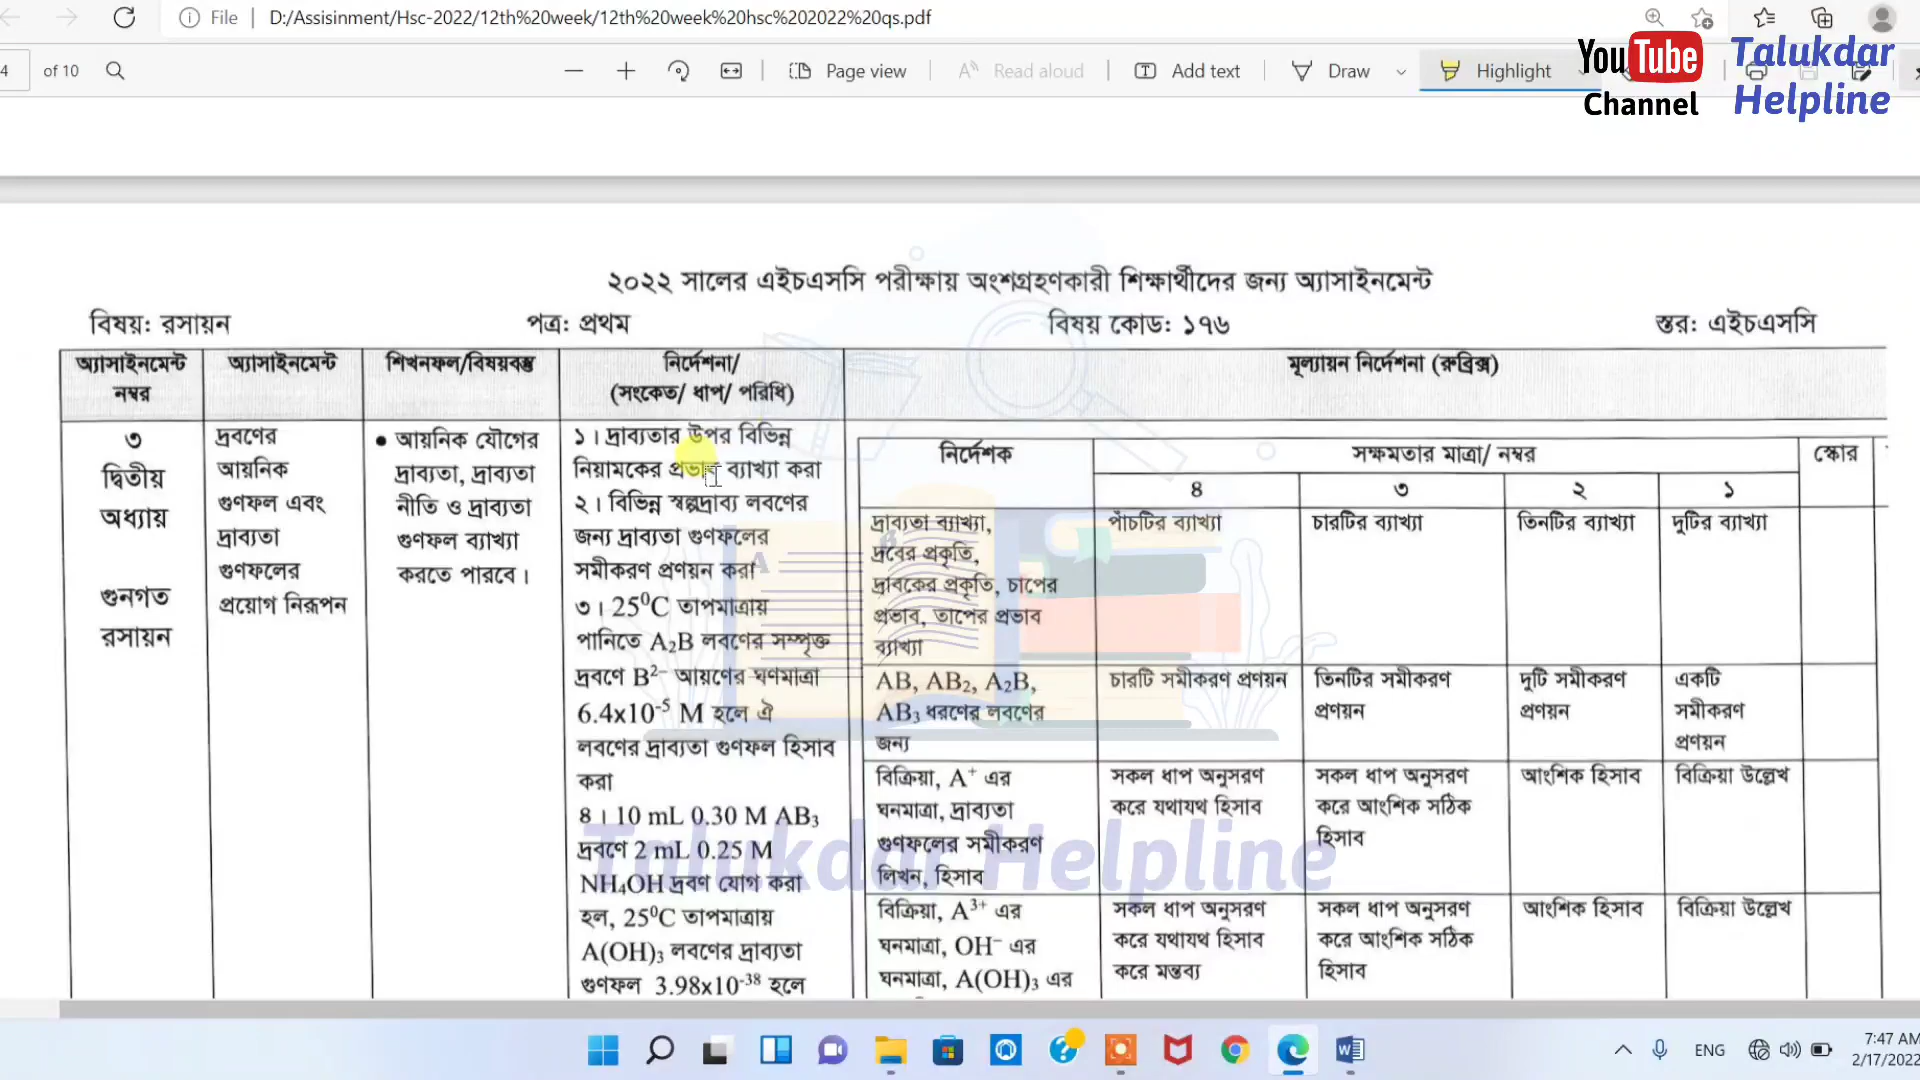 File | D:/Assisinment/Hsc-2022/12th%20week/12th%20week%20hsc%202022%20qs.pdf
4 of 10 Page view Read aloud Add text Draw Highlight
YouTube Channel
Talukdar Helpline
২০২২ সালের এইচএসসি পরীক্ষায় অংশগ্রহণকারী শিক্ষার্থীদের জন্য অ্যাসাইনমেন্ট
বিষয়: রসায়ন পত্র: প্রথম বিষয় কোড: ১৭৬ স্তর: এইচএসসি
অ্যাসাইনমেন্ট
নম্বর
অ্যাসাইনমেন্ট
শিখনফল/বিষয়বস্তু
নির্দেশনা/
(সংকেত/ ধাপ/ পরিধি)
মূল্যায়ন নির্দেশনা (রুব্রিক্স)
৩
দ্বিতীয়
অধ্যায়
গুনগত
রসায়ন
দ্রবণের
আয়নিক
গুণফল এবং
দ্রাব্যতা
গুণফলের
প্রয়োগ নিরূপন
● আয়নিক যৌগের
দ্রাব্যতা, দ্রাব্যতা
নীতি ও দ্রাব্যতা
গুণফল ব্যাখ্যা
করতে পারবে।
১। দ্রাব্যতার উপর বিভিন্ন
নিয়ামকের প্রভাব ব্যাখ্যা করা
২। বিভিন্ন স্বল্পদ্রাব্য লবণের
জন্য দ্রাব্যতা গুণফলের
সমীকরণ প্রণয়ন করা
৩। 25⁰C তাপমাত্রায়
পানিতে A₂B লবণের সম্পৃক্ত
দ্রবণে B²⁻ আয়ণের ঘণমাত্রা
6.4x10⁻⁵ M হলে ঐ
লবণের দ্রাব্যতা গুণফল হিসাব
করা
৪। 10 mL 0.30 M AB₃
দ্রবণে 2 mL 0.25 M
NH₄OH দ্রবণ যোগ করা
হল, 25⁰C তাপমাত্রায়
A(OH)₃ লবণের দ্রাব্যতা
গুণফল 3.98x10⁻³⁸ হলে
নির্দেশক
সক্ষমতার মাত্রা/ নম্বর
স্কোর
৪ ৩ ২ ১
দ্রাব্যতা ব্যাখ্যা,
দ্রবের প্রকৃতি,
দ্রাবকের প্রকৃতি, চাপের
প্রভাব, তাপের প্রভাব
ব্যাখ্যা
পাঁচটির ব্যাখ্যা
চারটির ব্যাখ্যা
তিনটির ব্যাখ্যা
দুটির ব্যাখ্যা
AB, AB₂, A₂B,
AB₃ ধরণের লবণের
জন্য
চারটি সমীকরণ প্রণয়ন
তিনটির সমীকরণ
প্রণয়ন
দুটি সমীকরণ
প্রণয়ন
একটি
সমীকরণ
প্রণয়ন
বিক্রিয়া, A⁺ এর
ঘনমাত্রা, দ্রাব্যতা
গুণফলের সমীকরণ
লিখন, হিসাব
সকল ধাপ অনুসরণ
করে যথাযথ হিসাব
সকল ধাপ অনুসরণ
করে আংশিক সঠিক
হিসাব
আংশিক হিসাব
বিক্রিয়া উল্লেখ
বিক্রিয়া, A³⁺ এর
ঘনমাত্রা, OH⁻ এর
ঘনমাত্রা, A(OH)₃ এর
সকল ধাপ অনুসরণ
করে যথাযথ হিসাব
করে মন্তব্য
সকল ধাপ অনুসরণ
করে আংশিক সঠিক
হিসাব
আংশিক হিসাব
বিক্রিয়া উল্লেখ
Talukdar Helpline
ENG
7:47 AM
2/17/2022